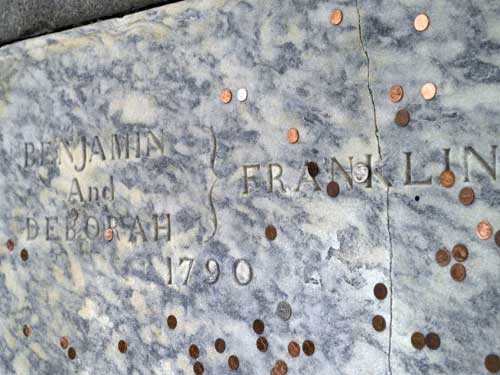 BENJAMIN
And
DEBORAH
FRANKLIN
1790